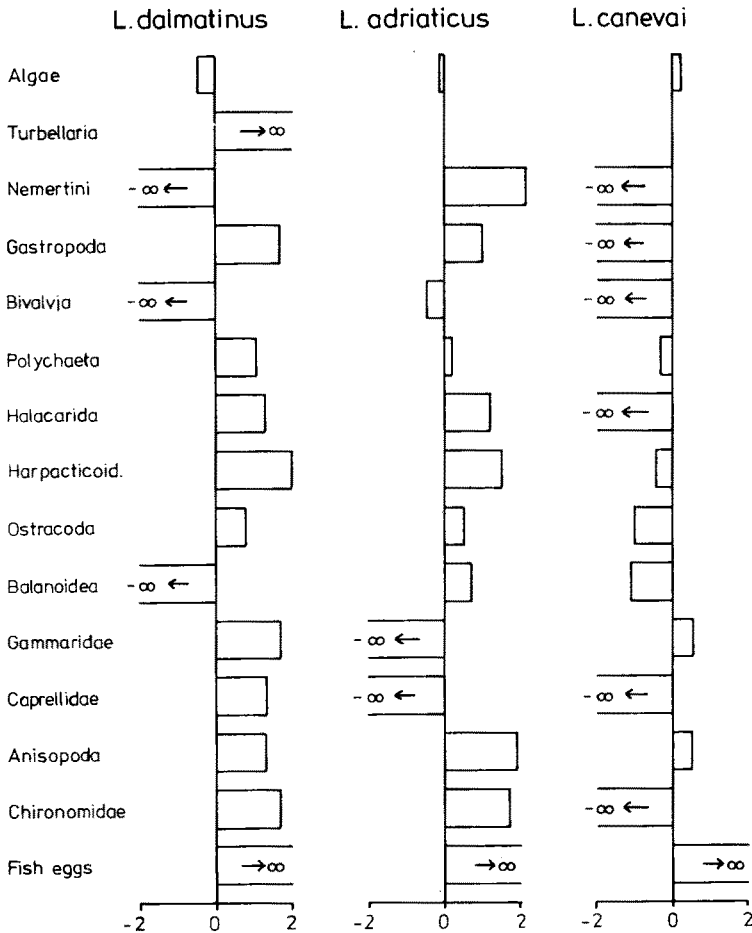 L. dalmatinus L. adriaticus L. canevai
Algae
Turbellaria →∞
Nemertini -∞ ← -∞ ←
Gastropoda -∞ ←
Bivalvia -∞ ← -∞ ←
Polychaeta
Halacarida -∞ ←
Harpacticoid.
Ostracoda
Balanoidea -∞ ←
Gammaridae -∞ ←
Caprellidae -∞ ← -∞ ←
Anisopoda
Chironomidae -∞ ←
Fish eggs →∞ →∞ →∞
-2 0 2 -2 0 2 -2 0 2